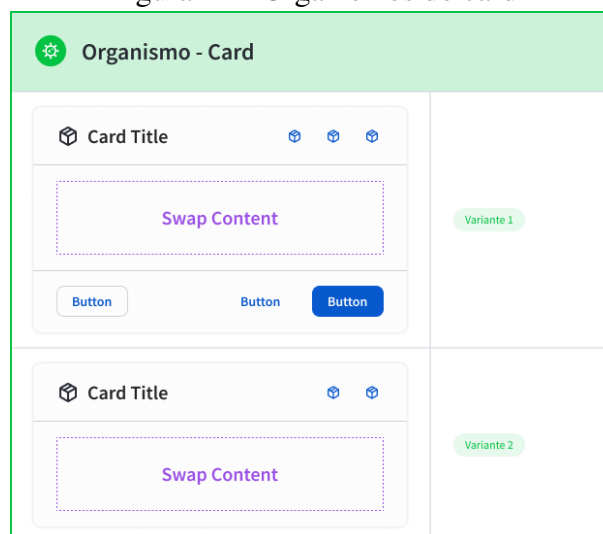 Organismo - Card
Card Title
Swap Content
Variante 1
Button Button Button
Card Title
Swap Content
Variante 2